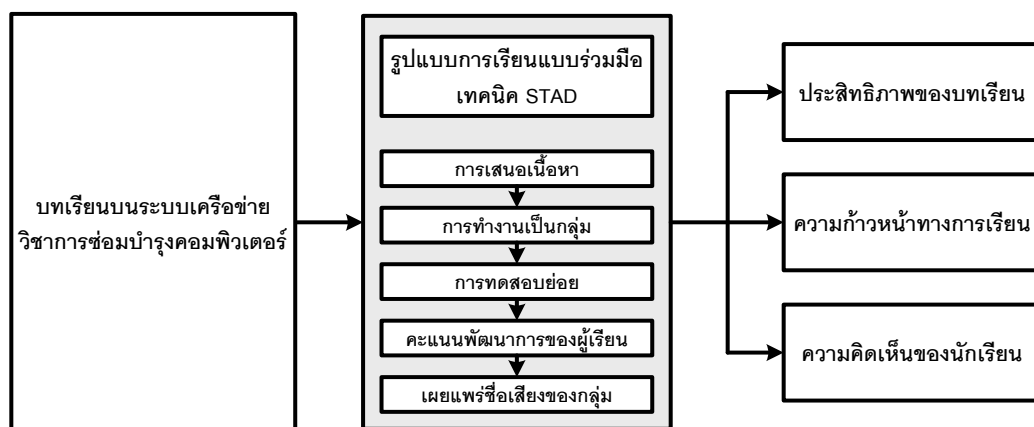 บทเรียนบนระบบเครือข่าย
วิชาการซ่อมบำรุงคอมพิวเตอร์
รูปแบบการเรียนแบบร่วมมือ
เทคนิค STAD
การเสนอเนื้อหา
การทำงานเป็นกลุ่ม
การทดสอบย่อย
คะแนนพัฒนาการของผู้เรียน
เผยแพร่ชื่อเสียงของกลุ่ม
ประสิทธิภาพของบทเรียน
ความก้าวหน้าทางการเรียน
ความคิดเห็นของนักเรียน